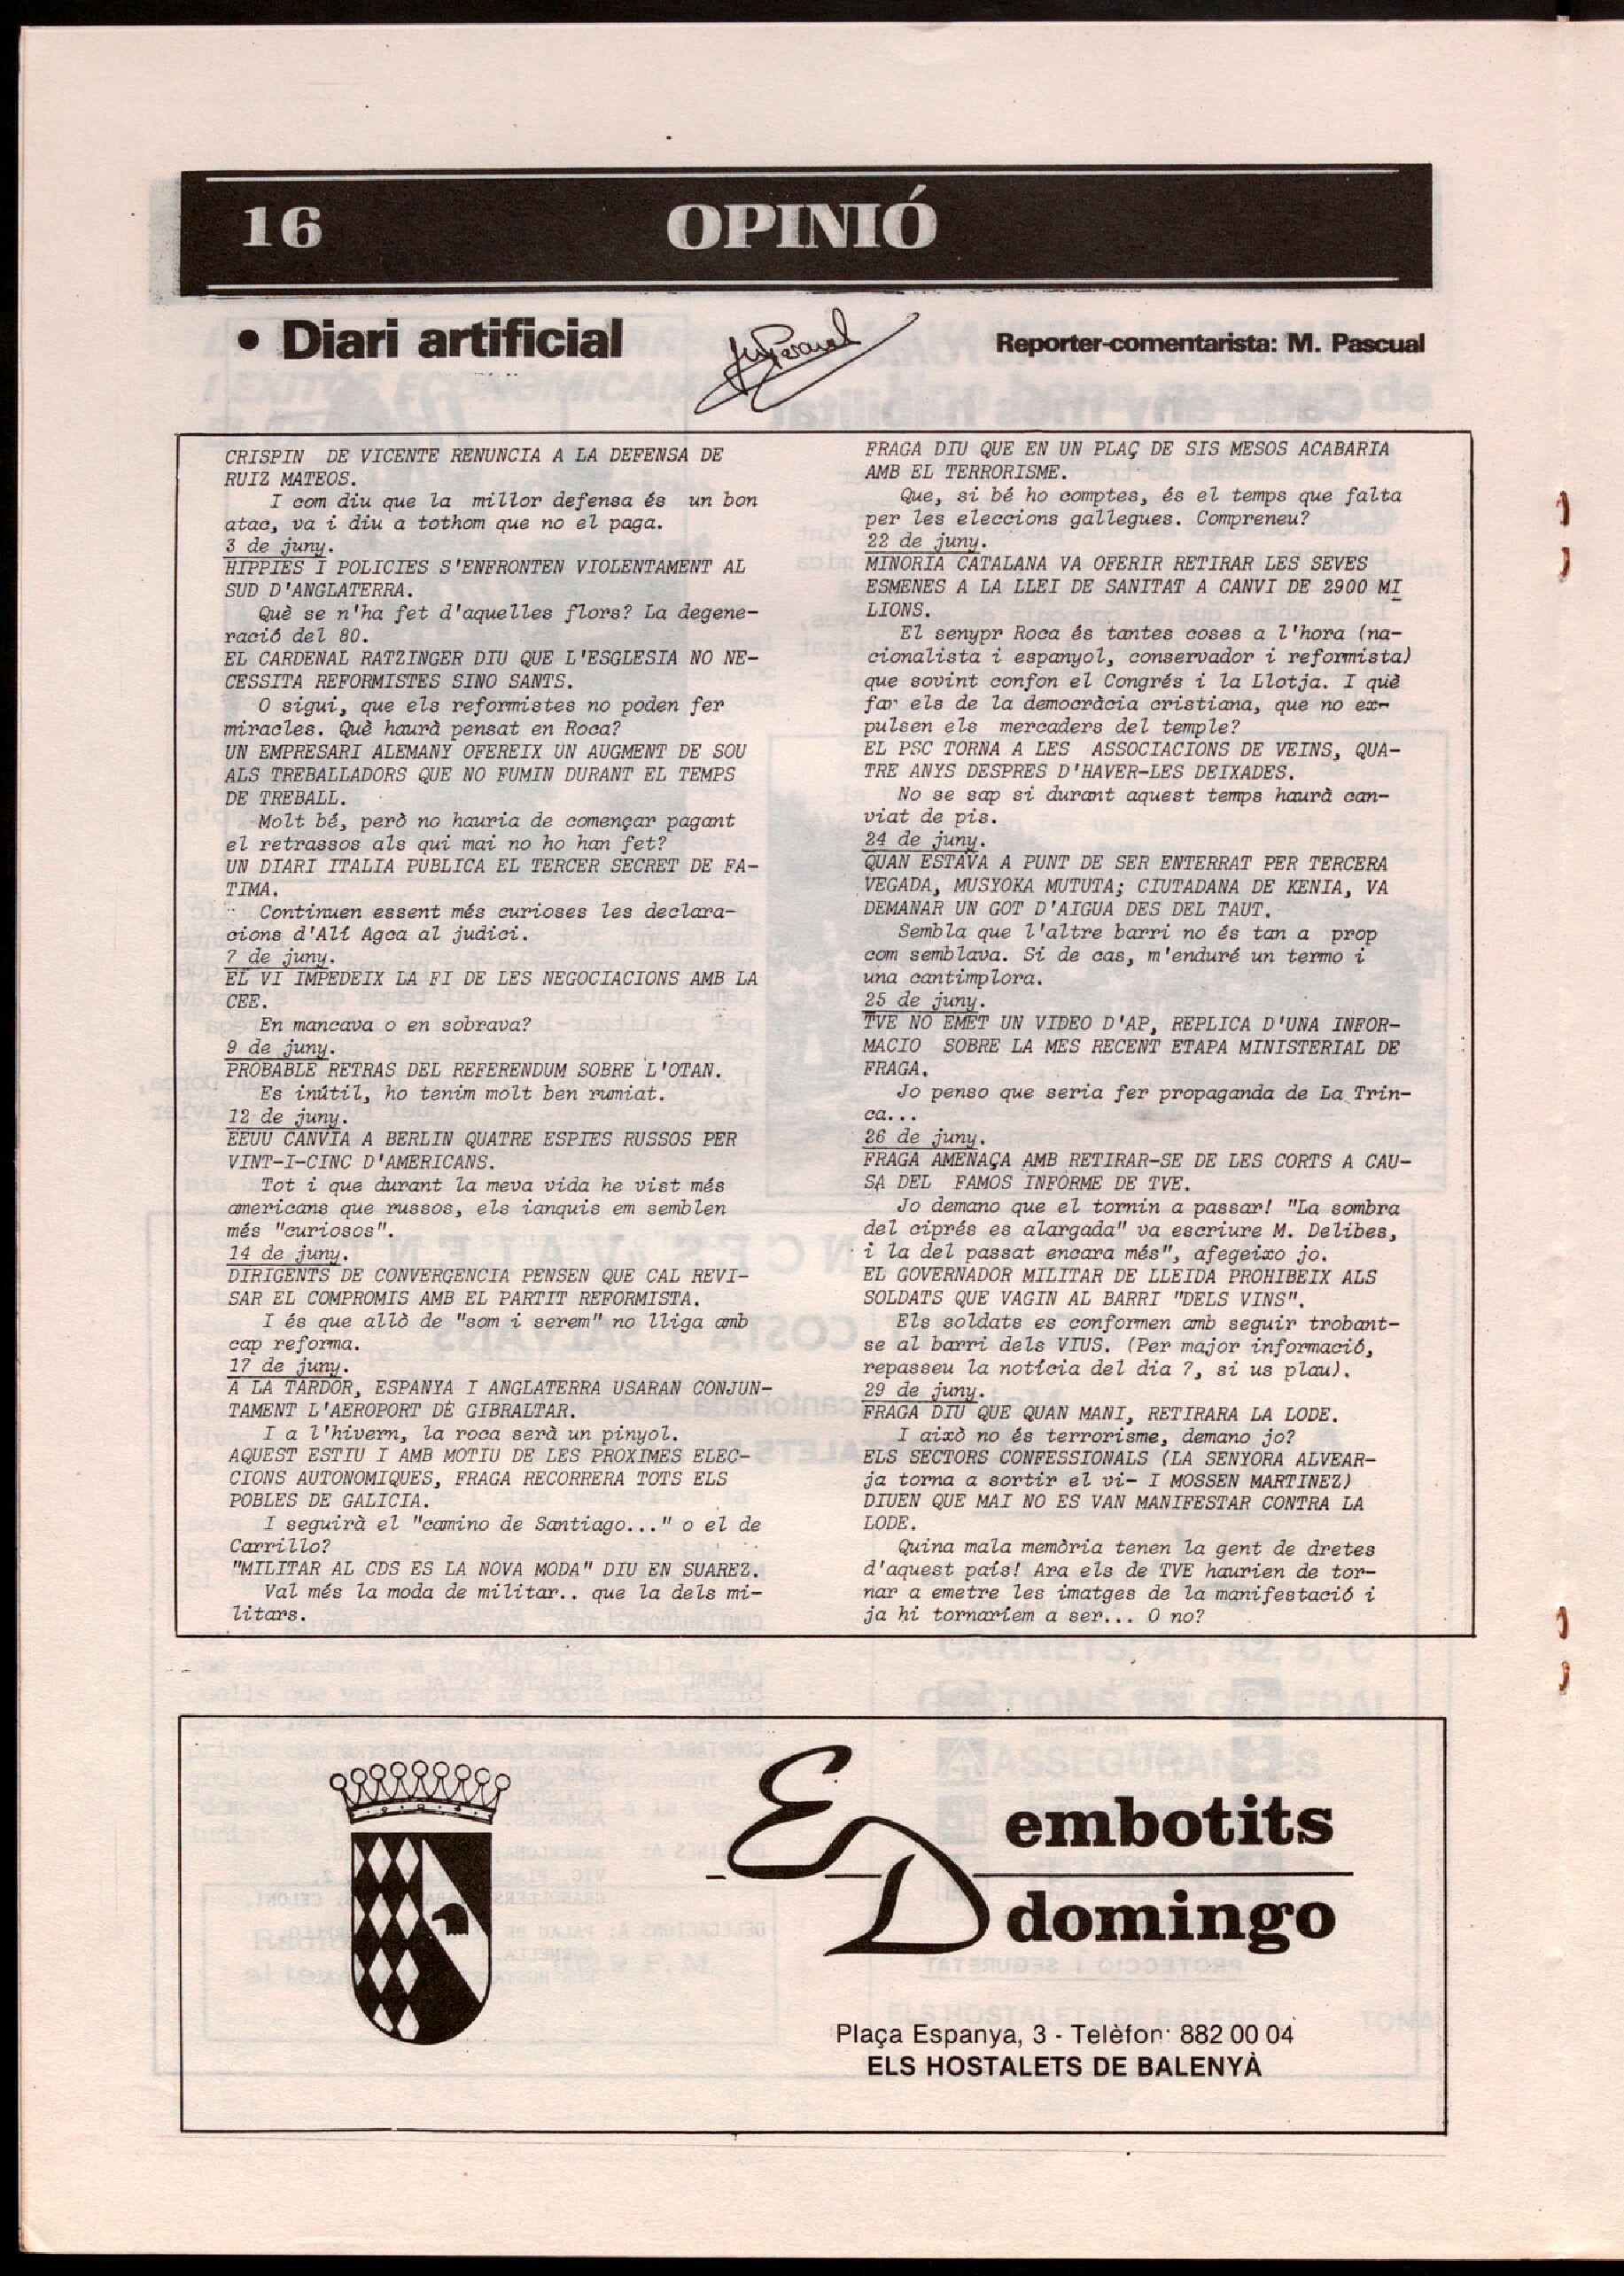 16 OPINIÓ
• Diari artificial
Reporter-comentarista: M. Pascual
CRISPIN DE VICENTE RENUNCIA A LA DEFENSA DE
RUIZ MATEOS.
I com diu que la millor defensa és un bon
atac, va i diu a tothom que no el paga.
3 de juny.
HIPPIES I POLICIES S'ENFRONTEN VIOLENTAMENT AL
SUD D'ANGLATERRA.
Què se n'ha fet d'aquelles flors? La degene-
ració del 80.
EL CARDENAL RATZINGER DIU QUE L'ESGLESIA NO NE-
CESSITA REFORMISTES SINO SANTS.
O sigui, que els reformistes no poden fer
miracles. Què haurà pensat en Roca?
UN EMPRESARI ALEMANY OFEREIX UN AUGMENT DE SOU
ALS TREBALLADORS QUE NO FUMIN DURANT EL TEMPS
DE TREBALL.
Molt bé, però no hauria de començar pagant
el retrassos als qui mai no ho han fet?
UN DIARI ITALIA PUBLICA EL TERCER SECRET DE FA-
TIMA.
Continuen essent més curioses les declara-
cions d'Alí Agca al judici.
7 de juny.
EL VI IMPEDEIX LA FI DE LES NEGOCIACIONS AMB LA
CEE.
En mancava o en sobrava?
9 de juny.
PROBABLE RETRAS DEL REFERENDUM SOBRE L'OTAN.
Es inútil, ho tenim molt ben rumiat.
12 de juny.
EEUU CANVIA A BERLIN QUATRE ESPIES RUSSOS PER
VINT-I-CINC D'AMERICANS.
Tot i que durant la meva vida he vist més
americans que russos, els ianquis em semblen
més "curiosos".
14 de juny.
DIRIGENTS DE CONVERGENCIA PENSEN QUE CAL REVI-
SAR EL COMPROMIS AMB EL PARTIT REFORMISTA.
I és que allò de "som i serem" no lliga amb
cap reforma.
17 de juny.
A LA TARDOR, ESPANYA I ANGLATERRA USARAN CONJUN-
TAMENT L'AEROPORT DE GIBRALTAR.
I a l'hivern, la roca serà un pinyol.
AQUEST ESTIU I AMB MOTIU DE LES PROXIMES ELEC-
CIONS AUTONOMIQUES, FRAGA RECORRERA TOTS ELS
POBLES DE GALICIA.
I seguirà el "camino de Santiago..." o el de
Carrillo?
"MILITAR AL CDS ES LA NOVA MODA" DIU EN SUAREZ.
Val més la moda de militar.. que la dels mi-
litars.
FRAGA DIU QUE EN UN PLAÇ DE SIS MESOS ACABARIA
AMB EL TERRORISME.
Que, si bé ho comptes, és el temps que falta
per les eleccions gallegues. Compreneu?
22 de juny.
MINORIA CATALANA VA OFERIR RETIRAR LES SEVES
ESMENES A LA LLEI DE SANITAT A CANVI DE 2900 MI
LIONS.
El senypr Roca és tantes coses a l'hora (na-
cionalista i espanyol, conservador i reformista)
que sovint confon el Congrés i la Llotja. I què
far els de la democràcia cristiana, que no ex-
pulsen els mercaders del temple?
EL PSC TORNA A LES ASSOCIACIONS DE VEINS, QUA-
TRE ANYS DESPRES D'HAVER-LES DEIXADES.
No se sap si durant aquest temps haurà can-
viat de pis.
24 de juny.
QUAN ESTAVA A PUNT DE SER ENTERRAT PER TERCERA
VEGADA, MUSYOKA MUTUTA; CIUTADANA DE KENIA, VA
DEMANAR UN GOT D'AIGUA DES DEL TAUT.
Sembla que l'altre barri no és tan a prop
com semblava. Si de cas, m'enduré un termo i
una cantimplora.
25 de juny.
TVE NO EMET UN VIDEO D'AP, REPLICA D'UNA INFOR-
MACIO SOBRE LA MES RECENT ETAPA MINISTERIAL DE
FRAGA.
Jo penso que seria fer propaganda de La Trin-
ca...
26 de juny.
FRAGA AMENAÇA AMB RETIRAR-SE DE LES CORTS A CAU-
SA DEL FAMOS INFORME DE TVE.
Jo demano que el tornin a passar! "La sombra
del ciprés es alargada" va escriure M. Delibes,
i la del passat encara més", afegeixo jo.
EL GOVERNADOR MILITAR DE LLEIDA PROHIBEIX ALS
SOLDATS QUE VAGIN AL BARRI "DELS VINS".
Els soldats es conformen amb seguir trobant-
se al barri dels VIUS. (Per major informació,
repasseu la notícia del dia 7, si us plau).
29 de juny.
FRAGA DIU QUE QUAN MANI, RETIRARA LA LODE.
I això no és terrorisme, demano jo?
ELS SECTORS CONFESSIONALS (LA SENYORA ALVEAR-
ja torna a sortir el vi- I MOSSEN MARTINEZ)
DIUEN QUE MAI NO ES VAN MANIFESTAR CONTRA LA
LODE.
Quina mala memòria tenen la gent de dretes
d'aquest país! Ara els de TVE haurien de tor-
nar a emetre les imatges de la manifestació i
ja hi tornaríem a ser... O no?
ED
embotits
domingo
Plaça Espanya, 3 - Telèfon: 882 00 04
ELS HOSTALETS DE BALENYÀ